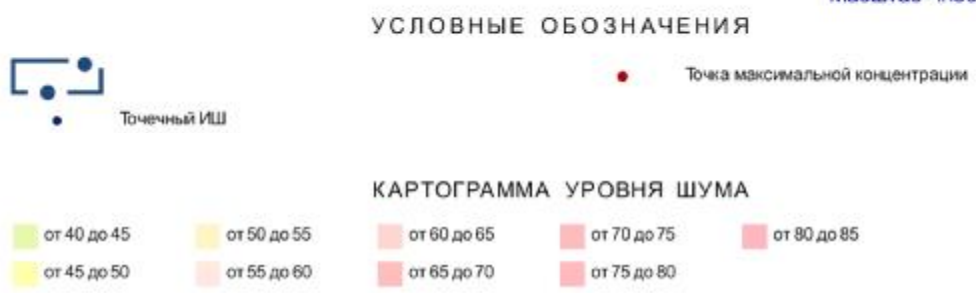 УСЛОВНЫЕ ОБОЗНАЧЕНИЯ
Точка максимальной концентрации
Точечный ИШ
КАРТОГРАММА УРОВНЯ ШУМА
от 40 до 45 от 50 до 55 от 60 до 65 от 70 до 75 от 80 до 85
от 45 до 50 от 55 до 60 от 65 до 70 от 75 до 80